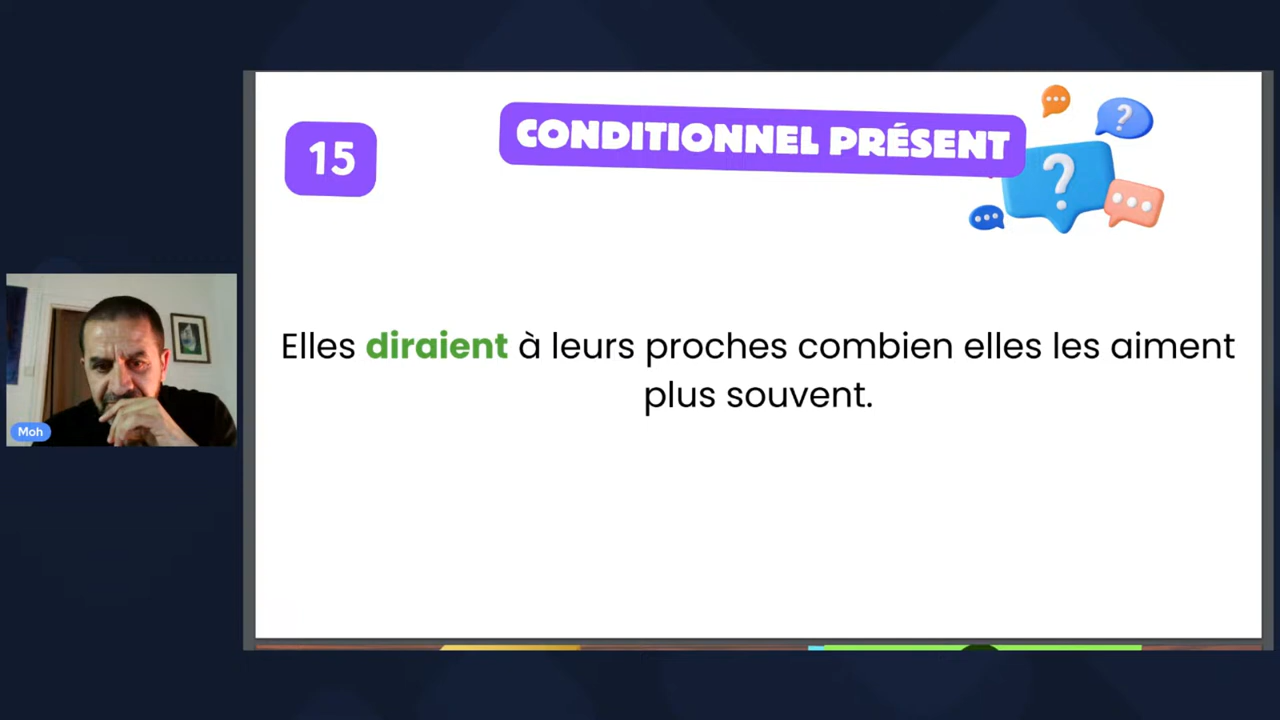 15
CONDITIONNEL PRÉSENT
?
?
Elles diraient à leurs proches combien elles les aiment
plus souvent.
Moh